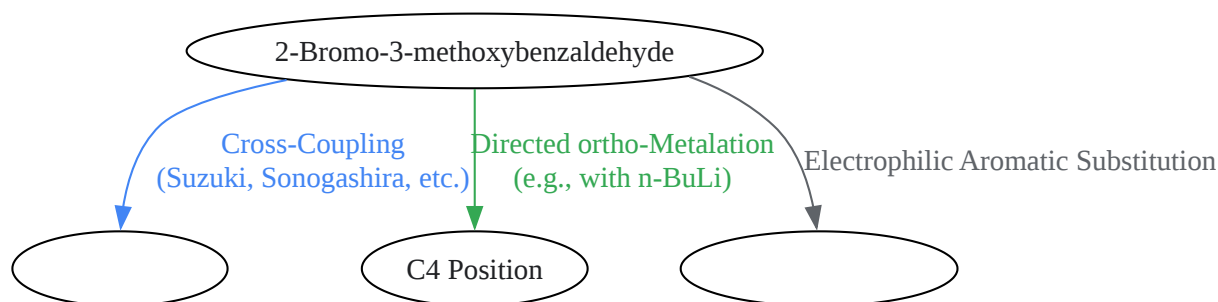 2-Bromo-3-methoxybenzaldehyde
Cross-Coupling
(Suzuki, Sonogashira, etc.)
Directed ortho-Metalation
(e.g., with n-BuLi)
Electrophilic Aromatic Substitution
C4 Position